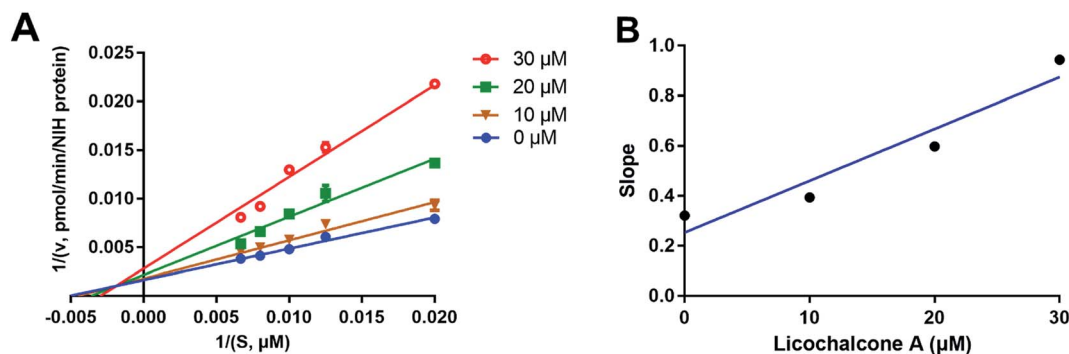 A
1/(v, pmol/min/NIH protein)
0.025
0.020
0.015
0.010
0.005
-0.005 0.000 0.005 0.010 0.015 0.020
1/(S, µM)
30 µM
20 µM
10 µM
0 µM
B
Slope
1.0
0.8
0.6
0.4
0.2
0.0
0 10 20 30
Licochalcone A (µM)